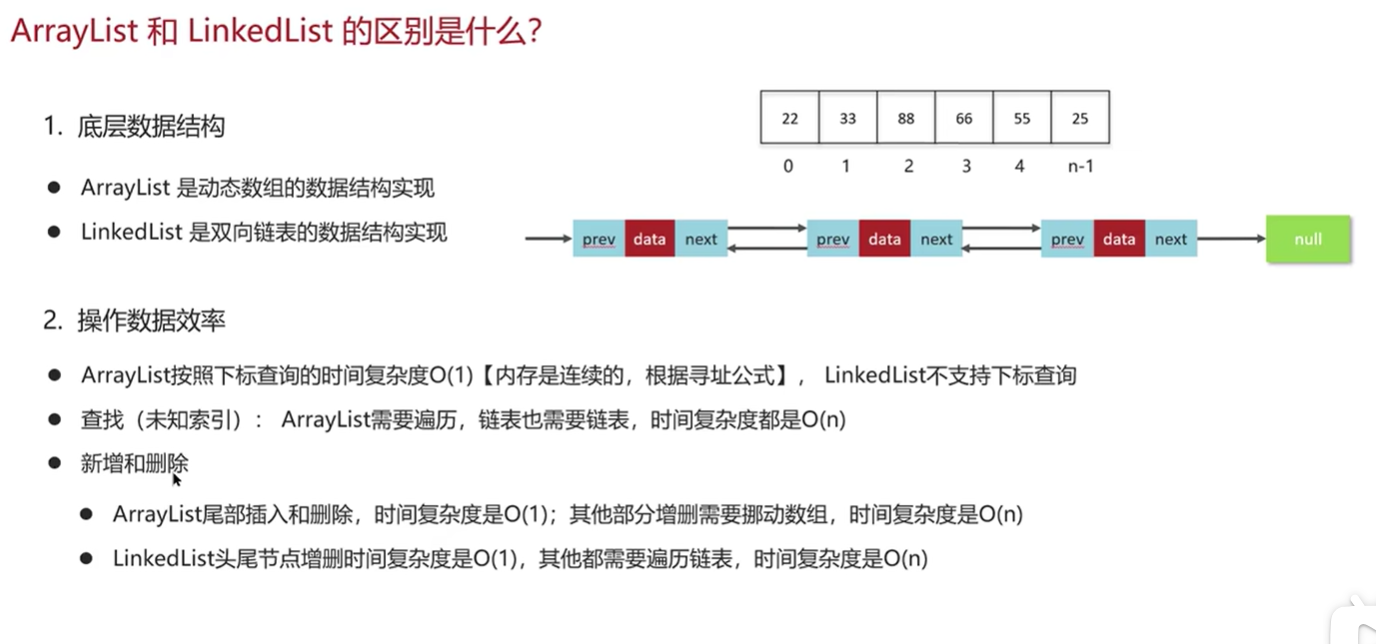 ArrayList 和 LinkedList 的区别是什么?
1. 底层数据结构
22 33 88 66 55 25
0 1 2 3 4 n-1
● ArrayList 是动态数组的数据结构实现
● LinkedList 是双向链表的数据结构实现
prev data next prev data next prev data next null
2. 操作数据效率
● ArrayList按照下标查询的时间复杂度O(1)【内存是连续的，根据寻址公式】， LinkedList不支持下标查询
● 查找（未知索引）： ArrayList需要遍历，链表也需要链表，时间复杂度都是O(n)
● 新增和删除
● ArrayList尾部插入和删除，时间复杂度是O(1)；其他部分增删需要挪动数组，时间复杂度是O(n)
● LinkedList头尾节点增删时间复杂度是O(1)，其他都需要遍历链表，时间复杂度是O(n)